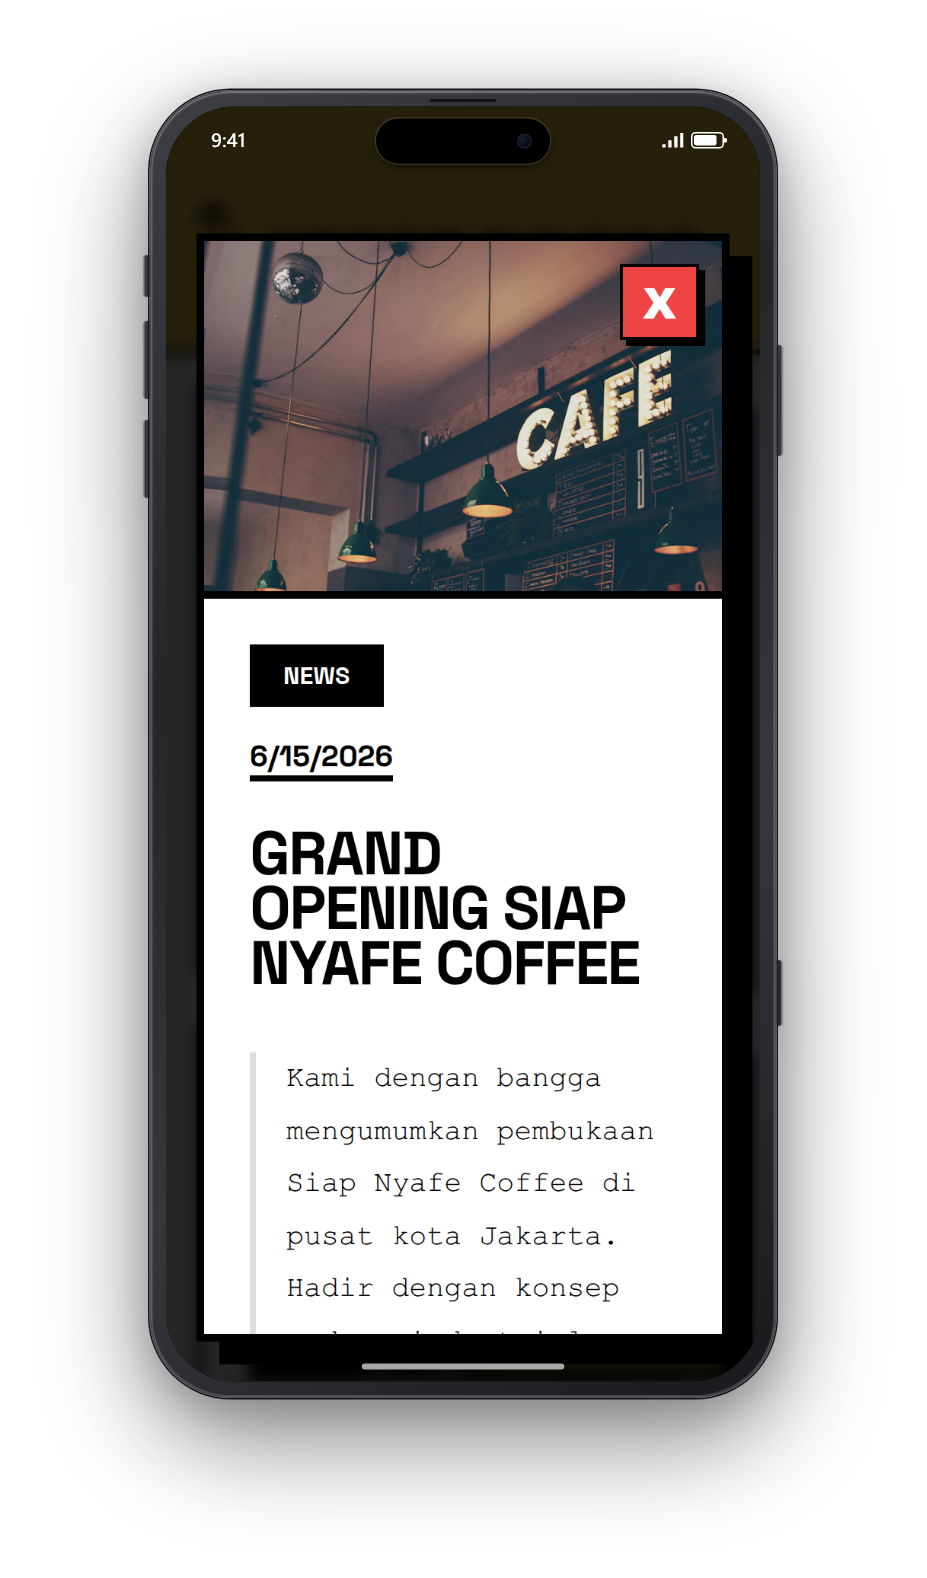 9:41
X
CAFE
NEWS
6/15/2026
GRAND
OPENING SIAP
NYAFE COFFEE
Kami dengan bangga
mengumumkan pembukaan
Siap Nyafe Coffee di
pusat kota Jakarta.
Hadir dengan konsep